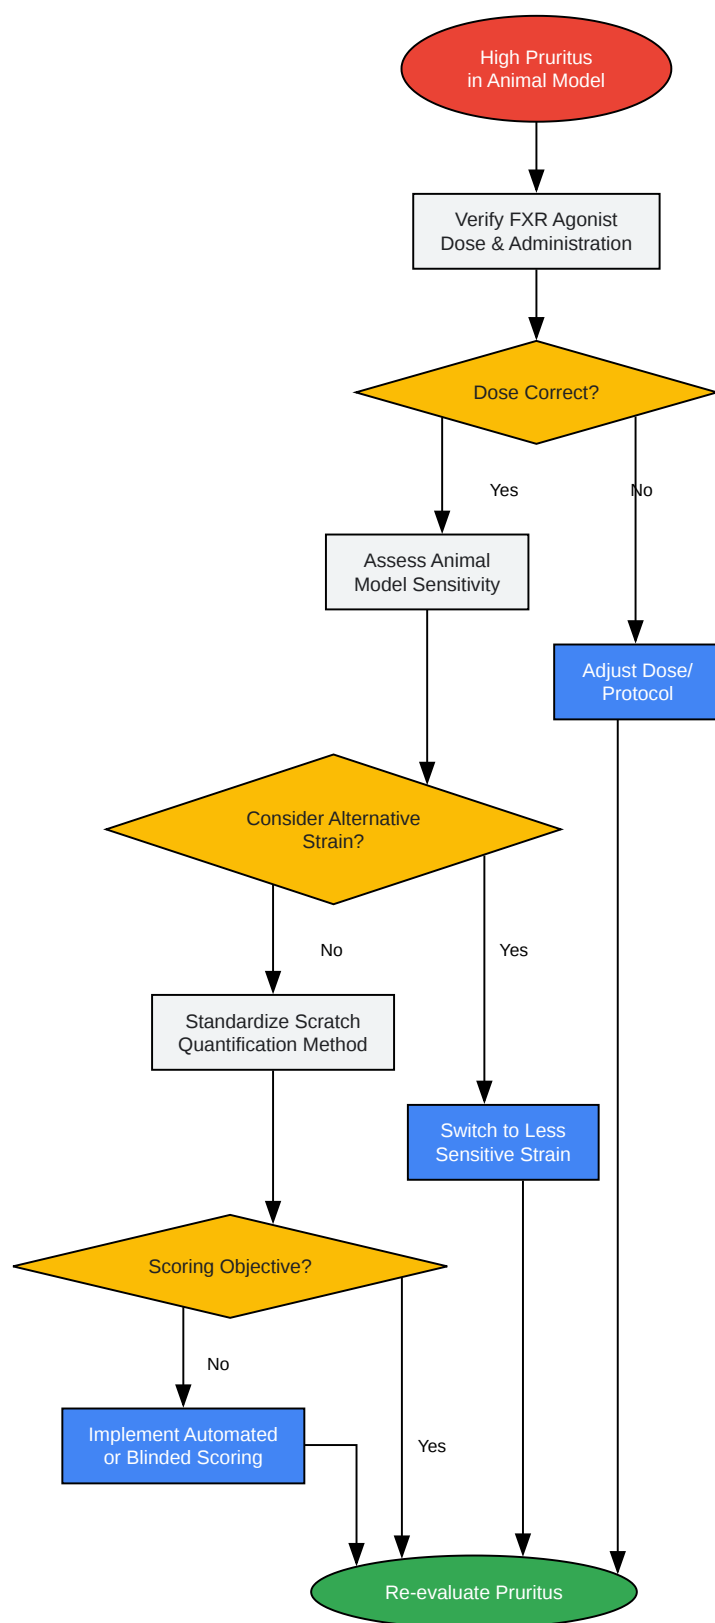 High Pruritus
in Animal Model
Verify FXR Agonist
Dose & Administration
Dose Correct?
Yes
No
Assess Animal
Model Sensitivity
Adjust Dose/
Protocol
Consider Alternative
Strain?
No
Yes
Standardize Scratch
Quantification Method
Switch to Less
Sensitive Strain
Scoring Objective?
No
Implement Automated
or Blinded Scoring
Yes
Re-evaluate Pruritus